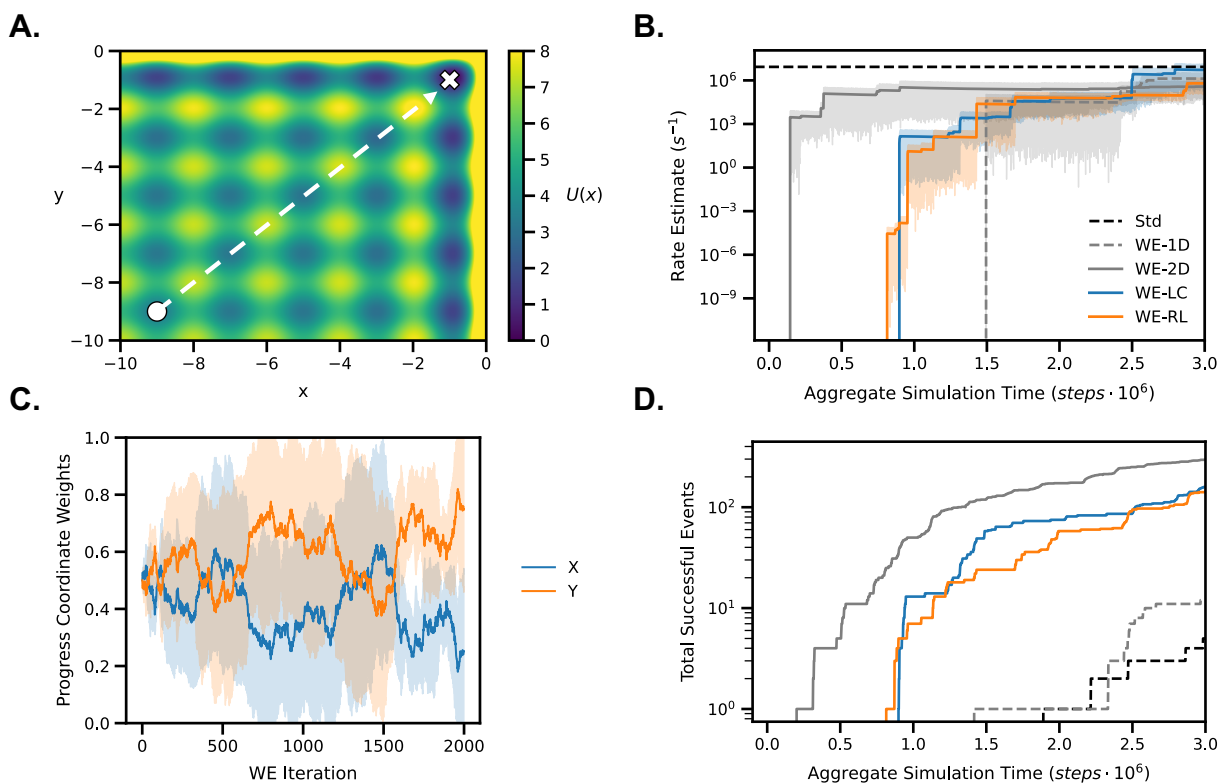 A.
0
−2
−4
y
−6
−8
−10
−10
−8
−6
−4
−2
0
x
8
7
6
5
U(x)
4
3
2
1
0
B.
Rate Estimate (s⁻¹)
10⁶
10³
10⁰
10⁻³
10⁻⁶
10⁻⁹
Std
WE-1D
WE-2D
WE-LC
WE-RL
0.0 0.5 1.0 1.5 2.0 2.5 3.0
Aggregate Simulation Time (steps · 10⁶)
C.
Progress Coordinate Weights
1.0
0.8
0.6
0.4
0.2
0.0
0 500 1000 1500 2000
WE Iteration
X
Y
D.
Total Successful Events
10²
10¹
10⁰
0.0 0.5 1.0 1.5 2.0 2.5 3.0
Aggregate Simulation Time (steps · 10⁶)